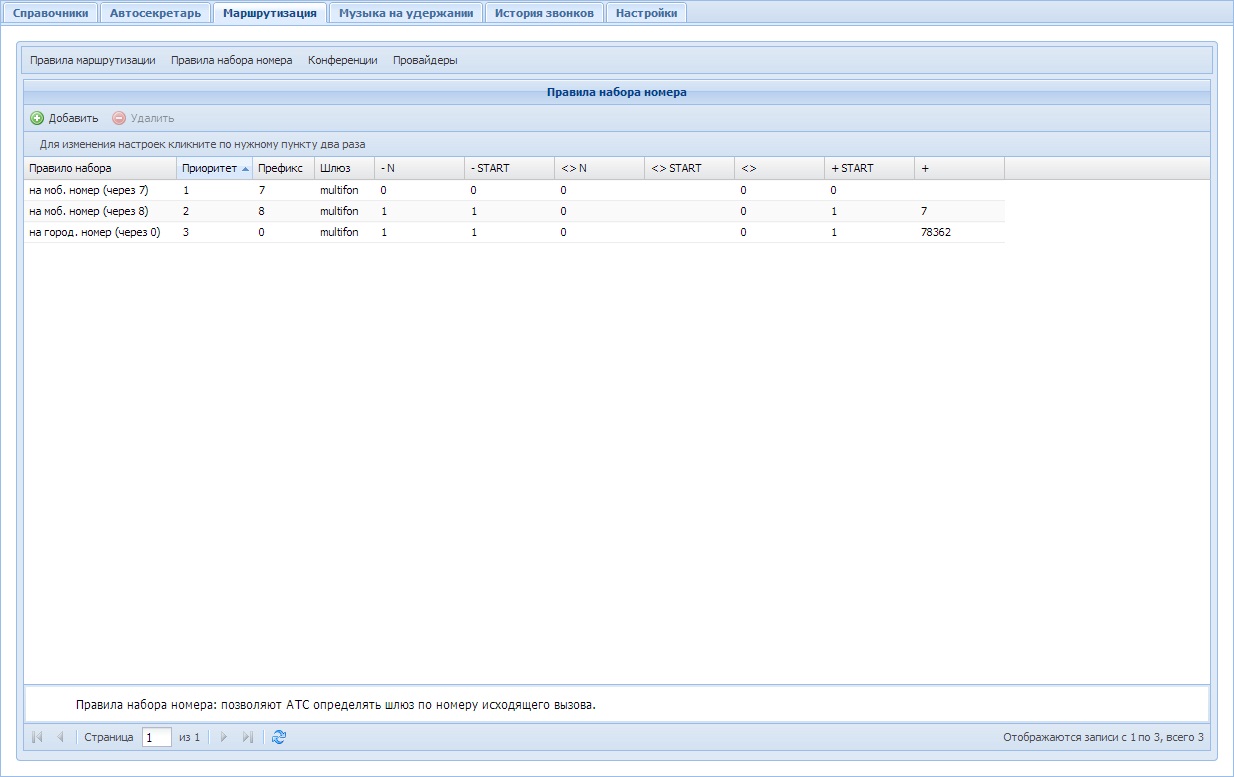 Справочники Автосекретарь Маршрутизация Музыка на удержании История звонков Настройки
Правила маршрутизации Правила набора номера Конференции Провайдеры
Правила набора номера
Добавить Удалить
Для изменения настроек кликните по нужному пункту два раза
Правило набора Приоритет Префикс Шлюз - N - START <> N <> START <> + START +
на моб. номер (через 7) 1 7 multifon 0 0 0 0 0
на моб. номер (через 8) 2 8 multifon 1 1 0 0 1 7
на город. номер (через 0) 3 0 multifon 1 1 0 0 1 78362
Правила набора номера: позволяют АТС определять шлюз по номеру исходящего вызова.
Страница 1 из 1 Отображаются записи с 1 по 3, всего 3